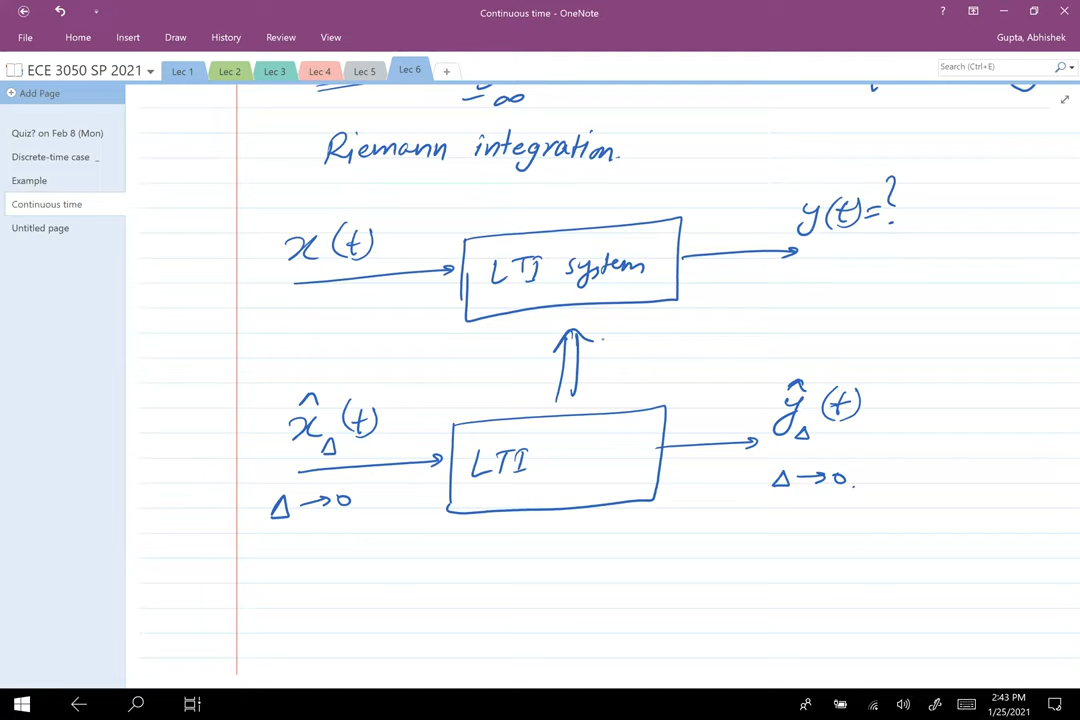 Continuous time - OneNote
File Home Insert Draw History Review View
Gupta, Abhishek
ECE 3050 SP 2021
Lec 1 Lec 2 Lec 3 Lec 4 Lec 5 Lec 6
Search (Ctrl+E)
Add Page
Quiz? on Feb 8 (Mon)
Discrete-time case
Example
Continuous time
Untitled page
∞
Riemann integration.
x(t)
LTI system
y(t)=?
x̂_Δ(t)
Δ→0
LTI
ŷ_Δ(t)
Δ→0.
2:43 PM
1/25/2021